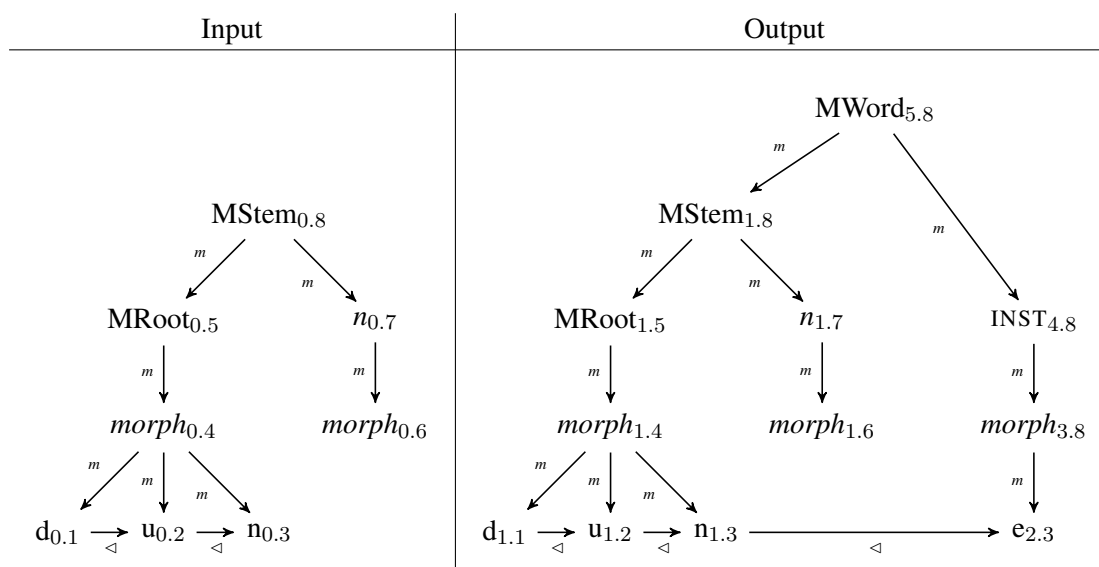 Input Output
MWord5.8
m
MStem0.8 MStem1.8
m m m m m
MRoot0.5 n0.7 MRoot1.5 n1.7 INST4.8
m m m m m
morph0.4 morph0.6 morph1.4 morph1.6 morph3.8
m m m m m m m
d0.1 u0.2 n0.3 d1.1 u1.2 n1.3 e2.3
◁ ◁ ◁ ◁ ◁